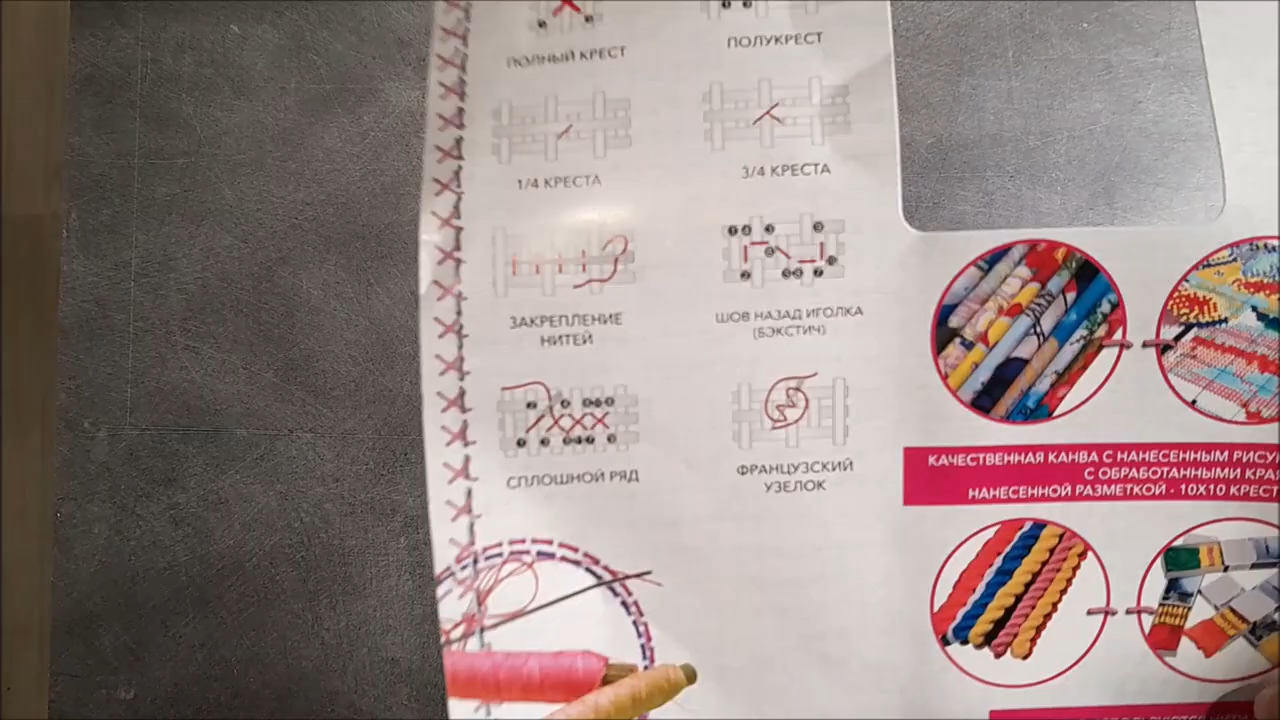 ПОЛНЫЙ КРЕСТ
ПОЛУКРЕСТ
1/4 КРЕСТА
3/4 КРЕСТА
ЗАКРЕПЛЕНИЕ
НИТЕЙ
ШОВ НАЗАД ИГОЛКА
(БЭКСТИЧ)
СПЛОШНОЙ РЯД
ФРАНЦУЗСКИЙ
УЗЕЛОК
КАЧЕСТВЕННАЯ КАНВА С НАНЕСЕННЫМ РИСУ
С ОБРАБОТАННЫМИ КРА
НАНЕСЕННОЙ РАЗМЕТКОЙ - 10Х10 КРЕСТ